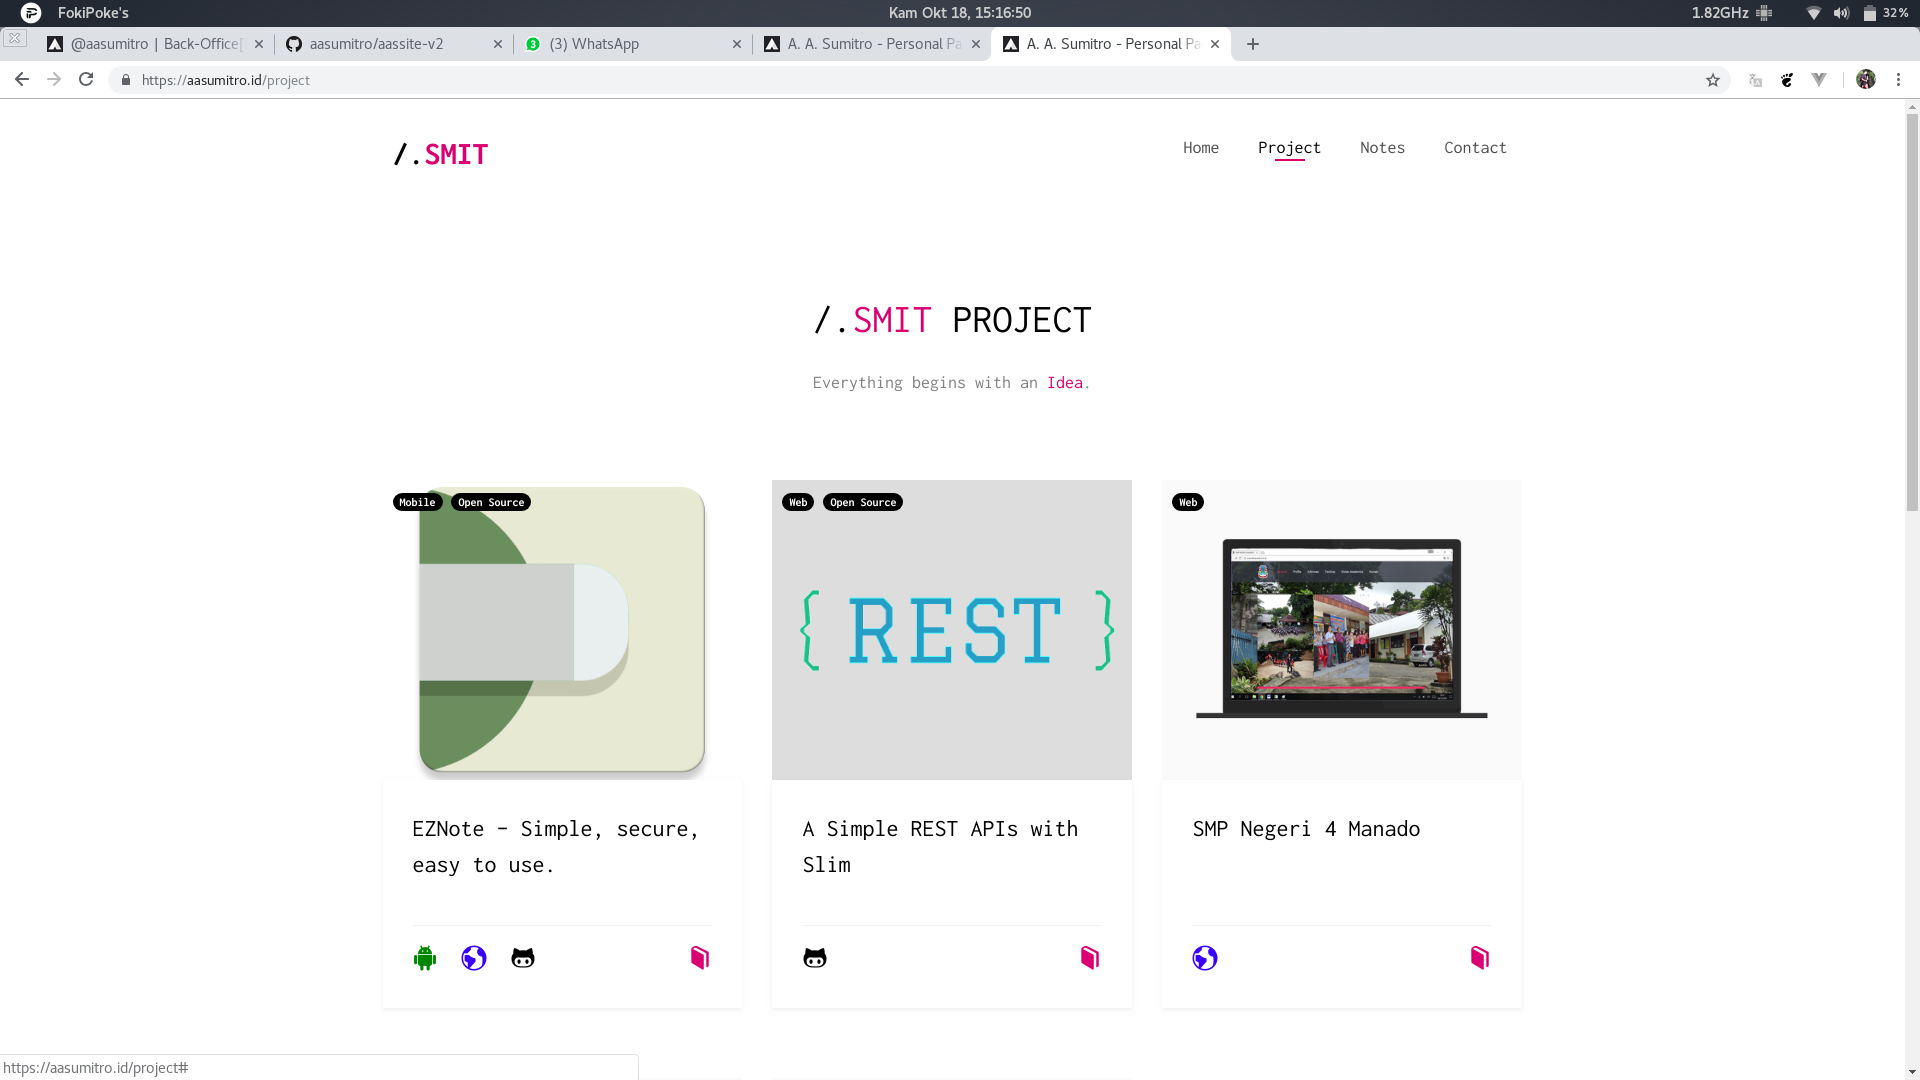 FokiPoke's
Kam Okt 18, 15:16:50
1.82GHz
32%
@aasumitro | Back-Office[
aasumitro/aassite-v2
(3) WhatsApp
A. A. Sumitro - Personal Pa
A. A. Sumitro - Personal Pa
https://aasumitro.id/project
/.SMIT
Home
Project
Notes
Contact
/.SMIT PROJECT
Everything begins with an Idea.
Mobile
Open Source
Web
Open Source
Web
{ REST }
EZNote - Simple, secure,
easy to use.
A Simple REST APIs with
Slim
SMP Negeri 4 Manado
https://aasumitro.id/project#